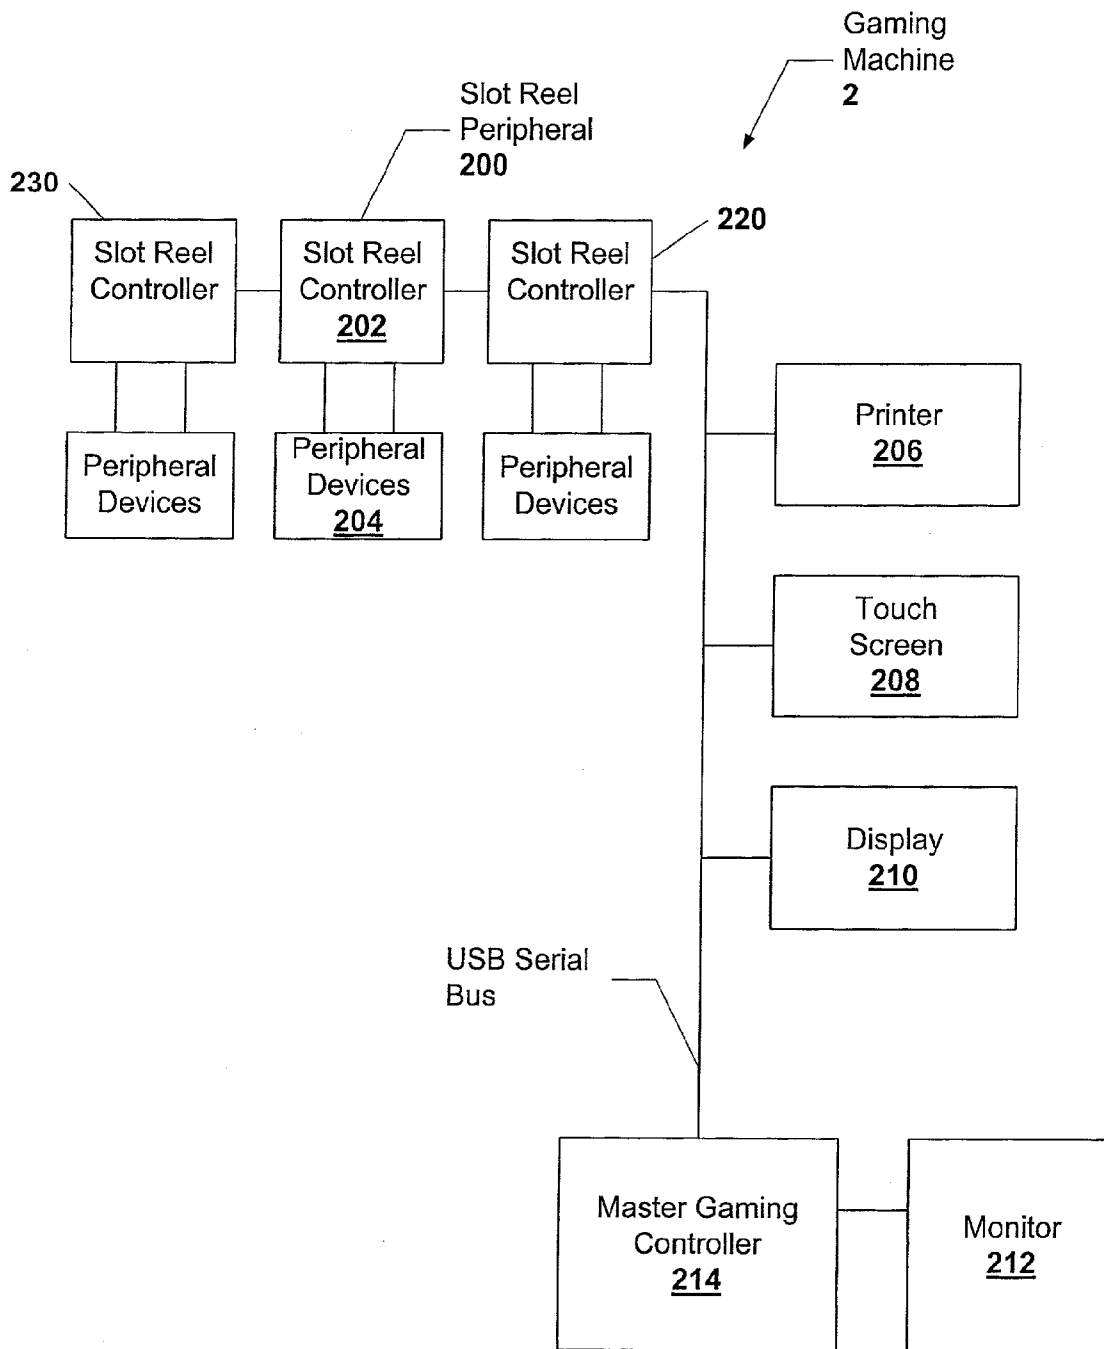 Gaming
Machine
2
Slot Reel
Peripheral
200
230
220
Slot Reel
Controller
Slot Reel
Controller
202
Slot Reel
Controller
Peripheral
Devices
Peripheral
Devices
204
Peripheral
Devices
Printer
206
Touch
Screen
208
Display
210
USB Serial
Bus
Master Gaming
Controller
214
Monitor
212